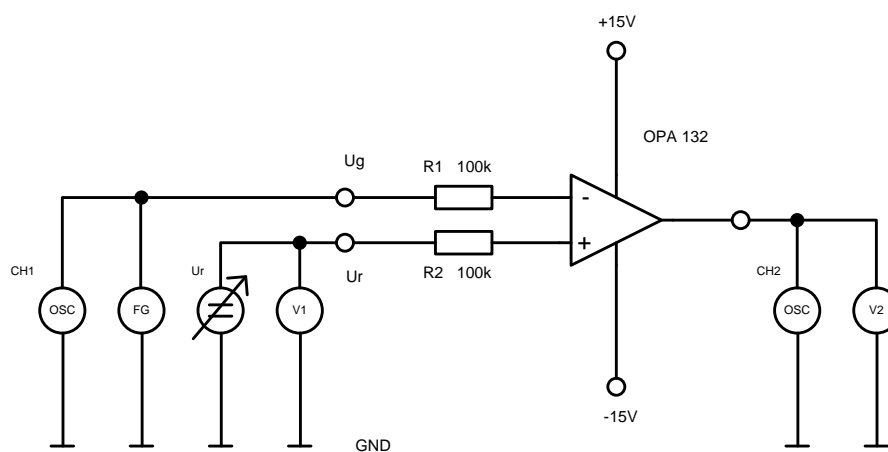 +15V
OPA 132
Ug
R1 100k
-
+
CH1
Ur
Ur
R2 100k
CH2
OSC
FG
=
V1
OSC
V2
-15V
GND